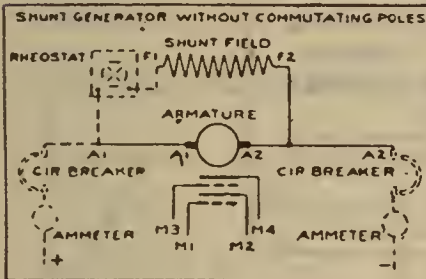 SHUNT GENERATOR WITHOUT COMMUTATING POLES
F1 SHUNT FIELD F2
RHEOSTAT
ARMATURE
A1 A1 A2 A2
CIR BREAKER CIR BREAKER
M3 M4
AMMETER M1 M2 AMMETER
+ -